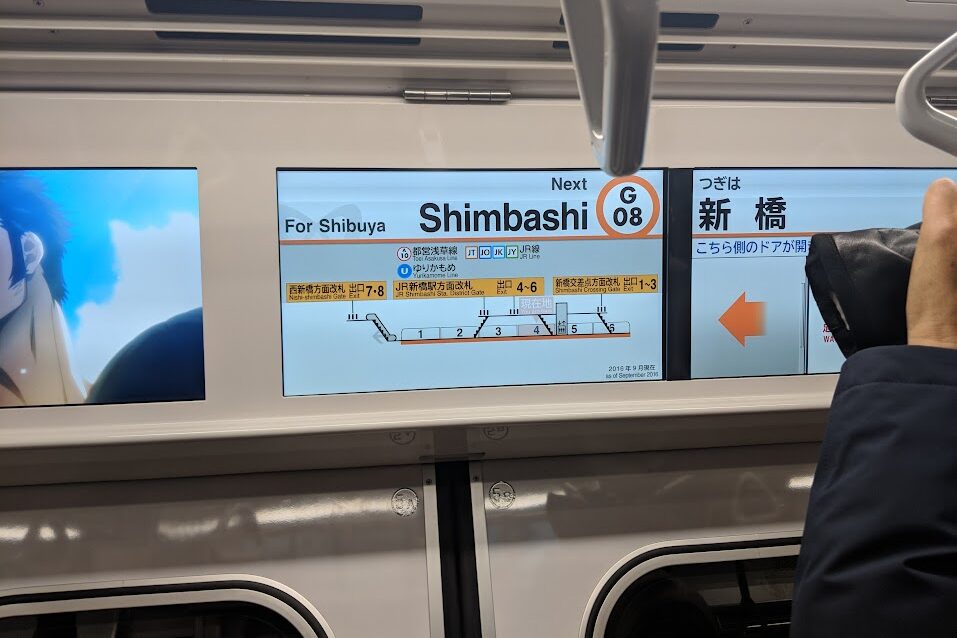 Next
For Shibuya
Shimbashi
G
08
A
10
都営浅草線
Toei Asakusa Line
JT JO JK JY
JR線
JR Line
U
ゆりかもめ
Yurikamome Line
西新橋方面改札 出口 7・8
Nishi-shimbashi Gate Exit
JR新橋駅方面改札 出口 4~6
JR Shimbashi Sta. District Gate Exit
新橋交差点方面改札 出口 1~3
Shimbashi Crossing Gate Exit
現在地
1 2 3 4 5 6
2016年9月現在
as of September 2016
つぎは
新橋
こちら側のドアが開
WA